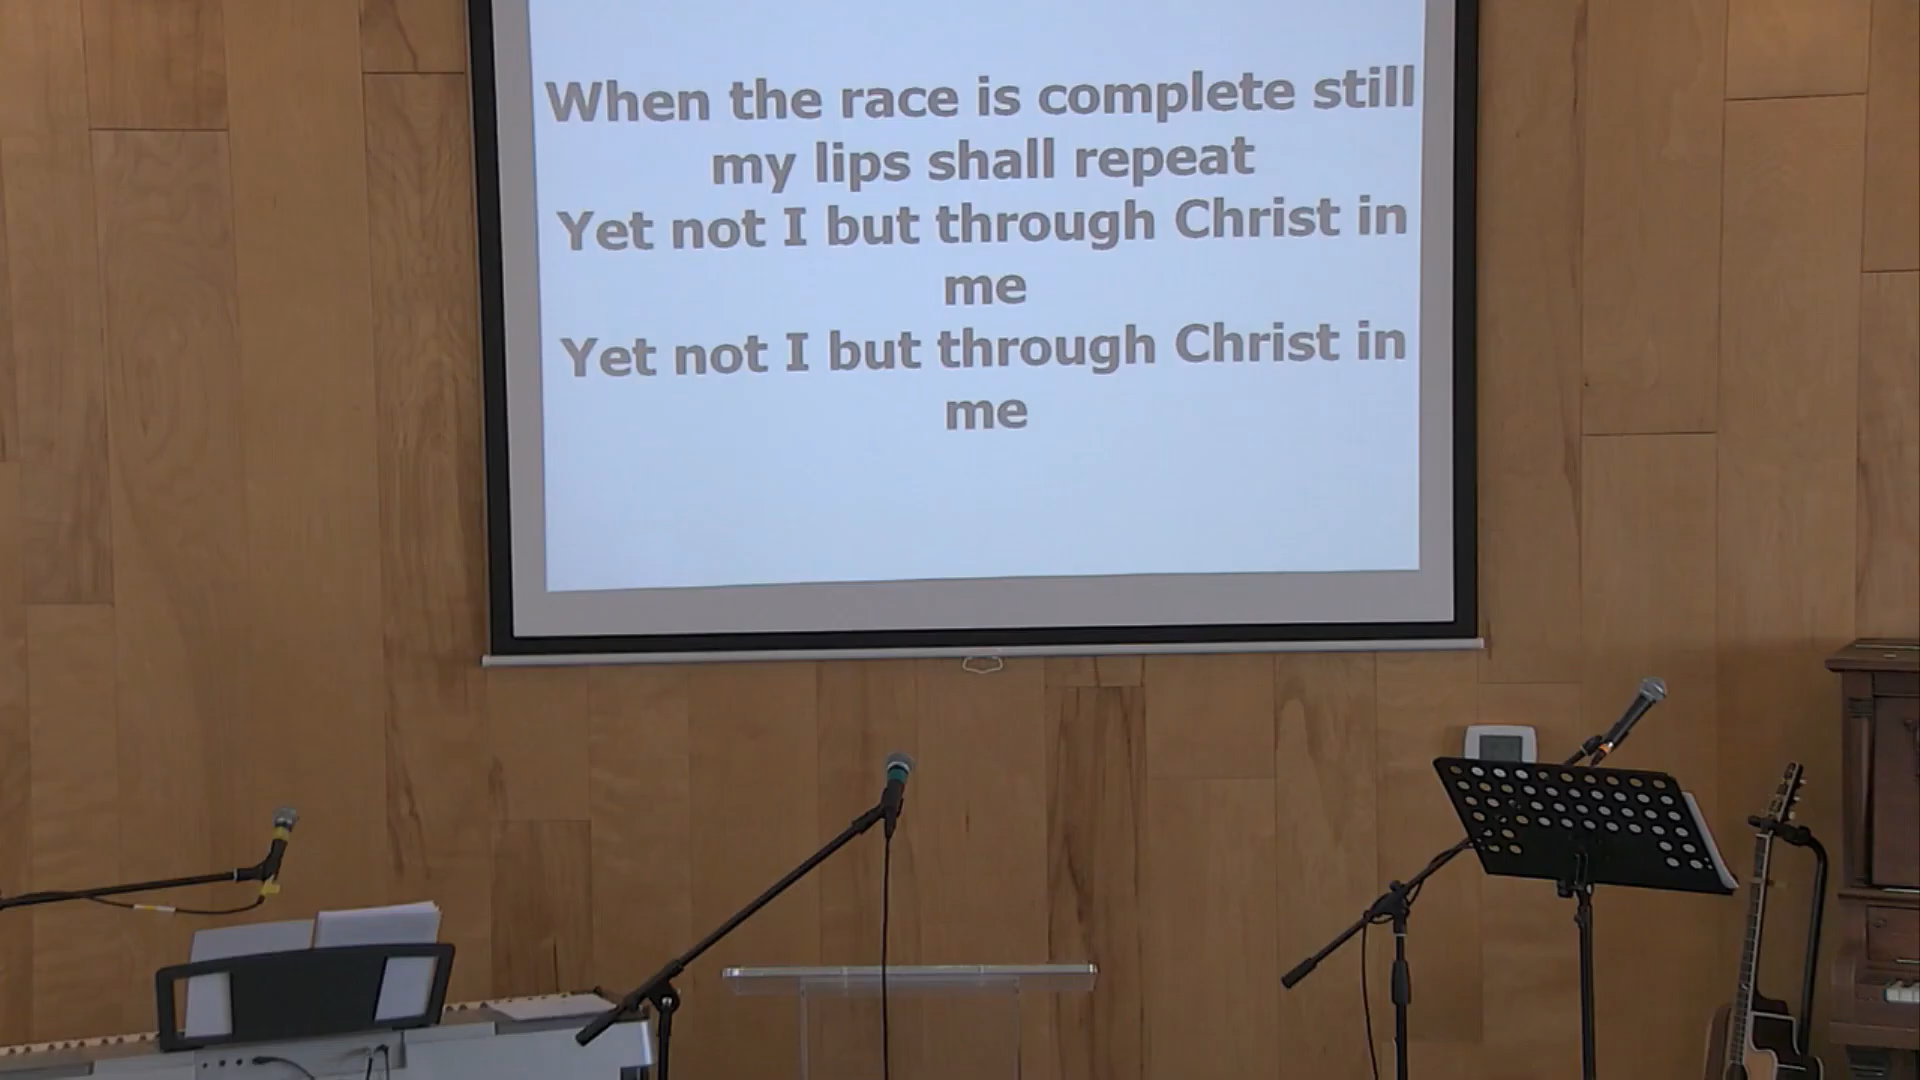 When the race is complete still
my lips shall repeat
Yet not I but through Christ in
me
Yet not I but through Christ in
me